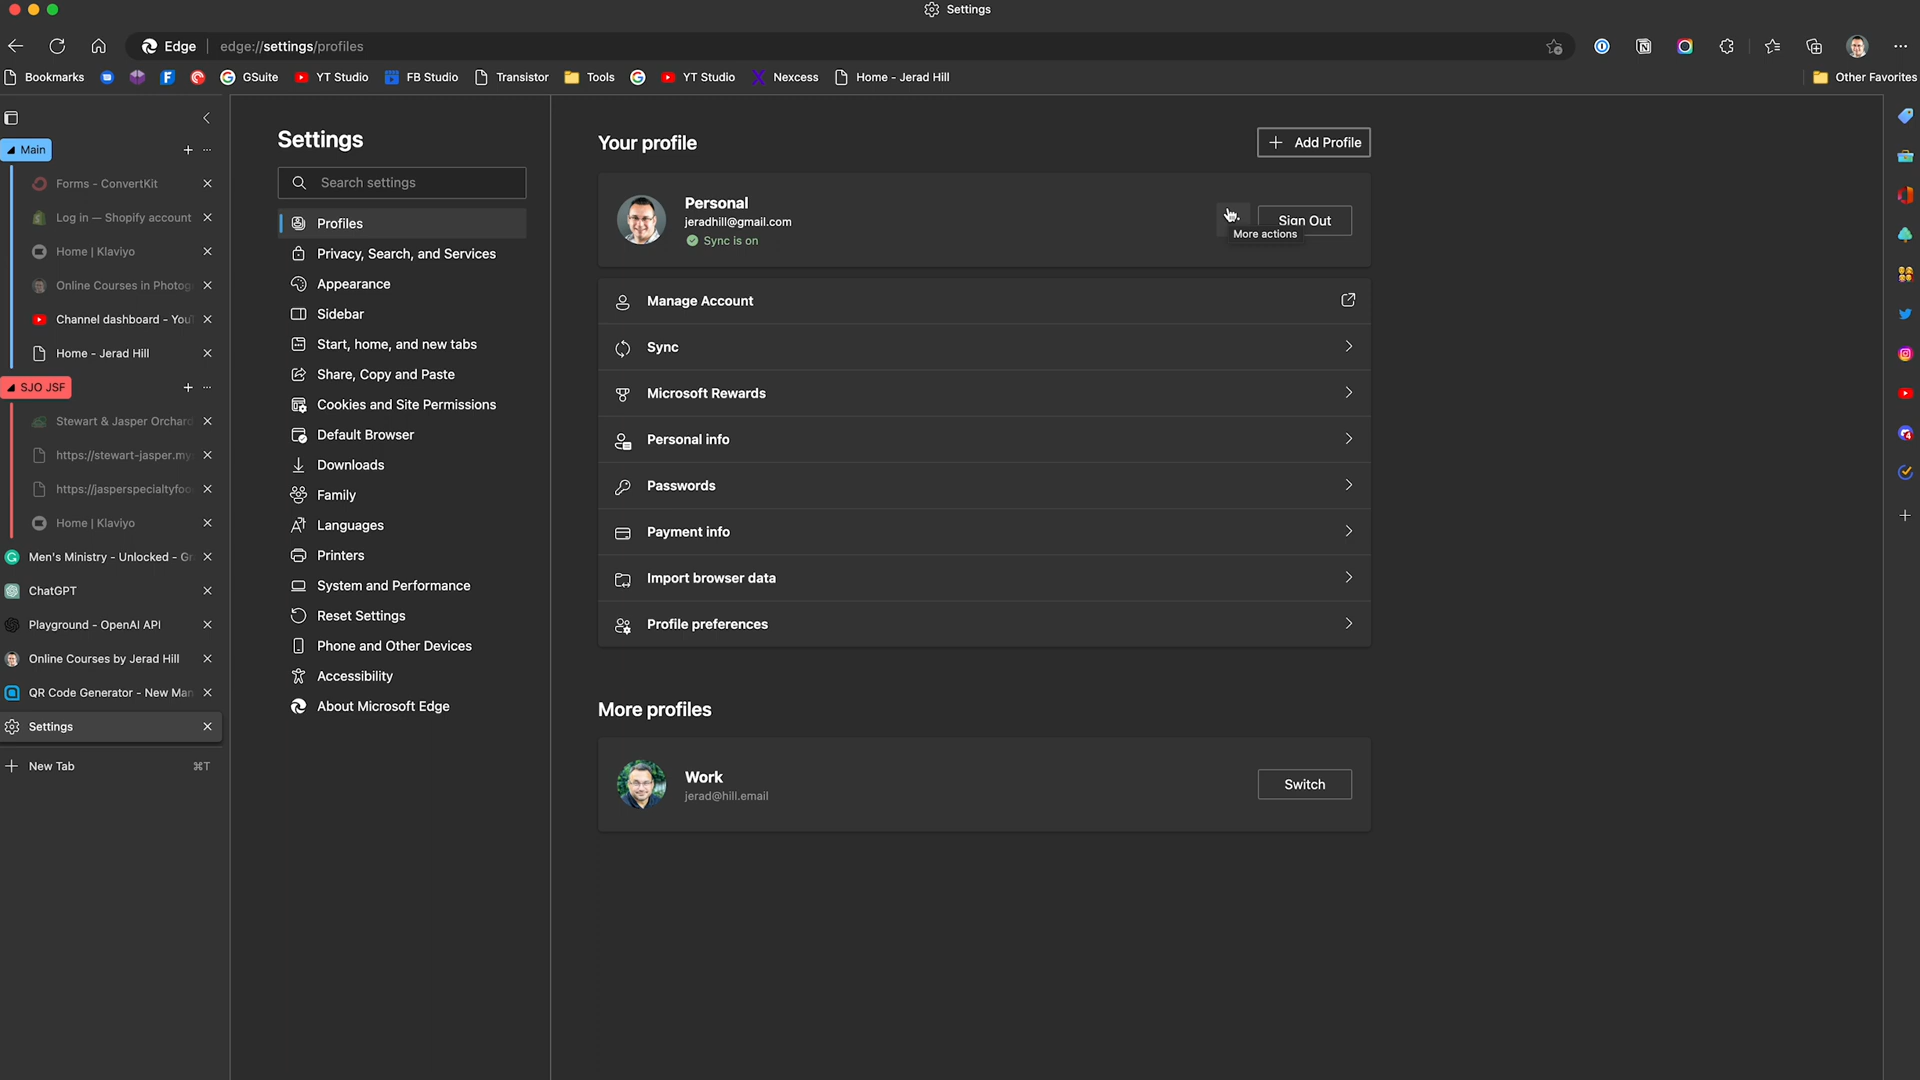 Settings
Edge edge://settings/profiles
Bookmarks GSuite YT Studio FB Studio Transistor Tools YT Studio Nexcess Home - Jerad Hill Other Favorites
Main
Forms - ConvertKit
Log in — Shopify account
Home | Klaviyo
Online Courses in Photog
Channel dashboard - You
Home - Jerad Hill
SJO JSF
Stewart & Jasper Orchard
https://stewart-jasper.my
https://jasperspecialtyfoo
Home | Klaviyo
Men's Ministry - Unlocked - Gr
ChatGPT
Playground - OpenAI API
Online Courses by Jerad Hill
QR Code Generator - New Man
Settings
New Tab ⌘T
Settings
Search settings
Profiles
Privacy, Search, and Services
Appearance
Sidebar
Start, home, and new tabs
Share, Copy and Paste
Cookies and Site Permissions
Default Browser
Downloads
Family
Languages
Printers
System and Performance
Reset Settings
Phone and Other Devices
Accessibility
About Microsoft Edge
Your profile
Add Profile
Personal
jeradhill@gmail.com
Sync is on
Sign Out
More actions
Manage Account
Sync
Microsoft Rewards
Personal info
Passwords
Payment info
Import browser data
Profile preferences
More profiles
Work
jerad@hill.email
Switch
4